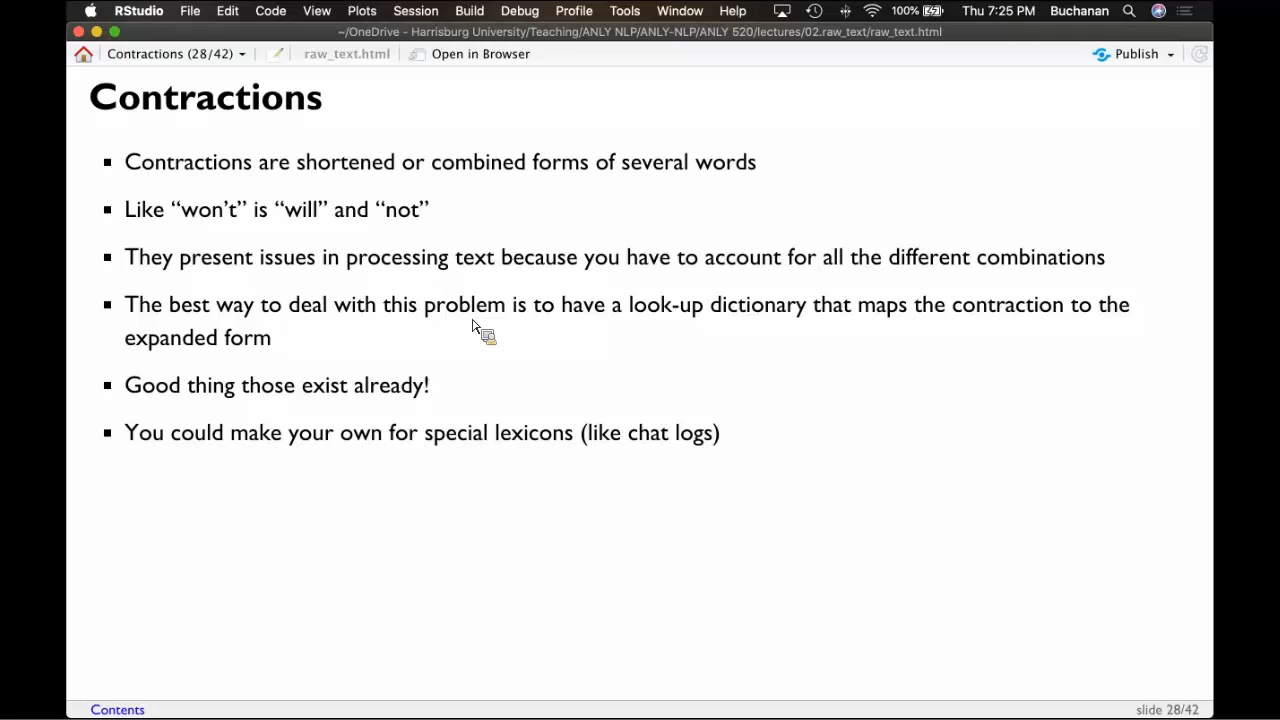 RStudio File Edit Code View Plots Session Build Debug Profile Tools Window Help 100% Thu 7:25 PM Buchanan
~/OneDrive - Harrisburg University/Teaching/ANLY NLP/ANLY-NLP/ANLY 520/lectures/02.raw_text/raw_text.html
Contractions (28/42) raw_text.html Open in Browser Publish
Contractions
Contractions are shortened or combined forms of several words
Like “won’t” is “will” and “not”
They present issues in processing text because you have to account for all the different combinations
The best way to deal with this problem is to have a look-up dictionary that maps the contraction to the
expanded form
Good thing those exist already!
You could make your own for special lexicons (like chat logs)
Contents slide 28/42